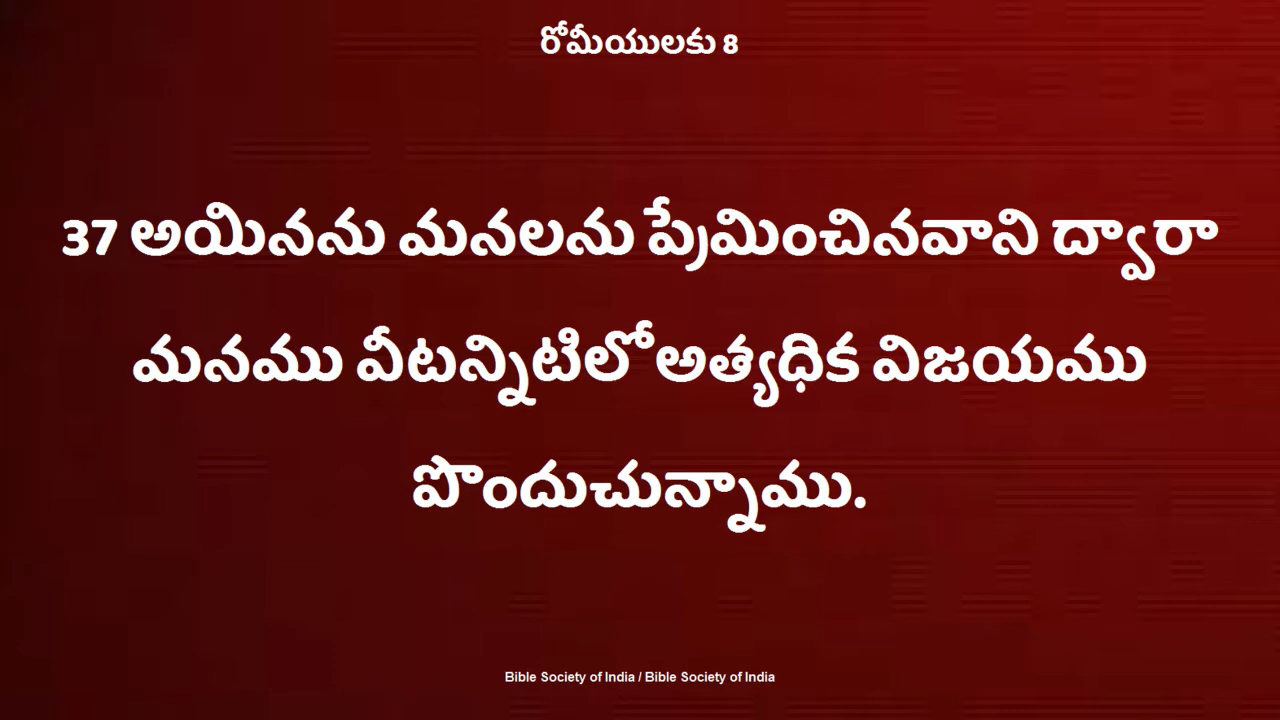 రోమీయులకు 8
37 అయినను మనలను ప్రేమించినవాని ద్వారా
మనము వీటన్నిటిలో అత్యధిక విజయము
పొందుచున్నాము.
Bible Society of India / Bible Society of India